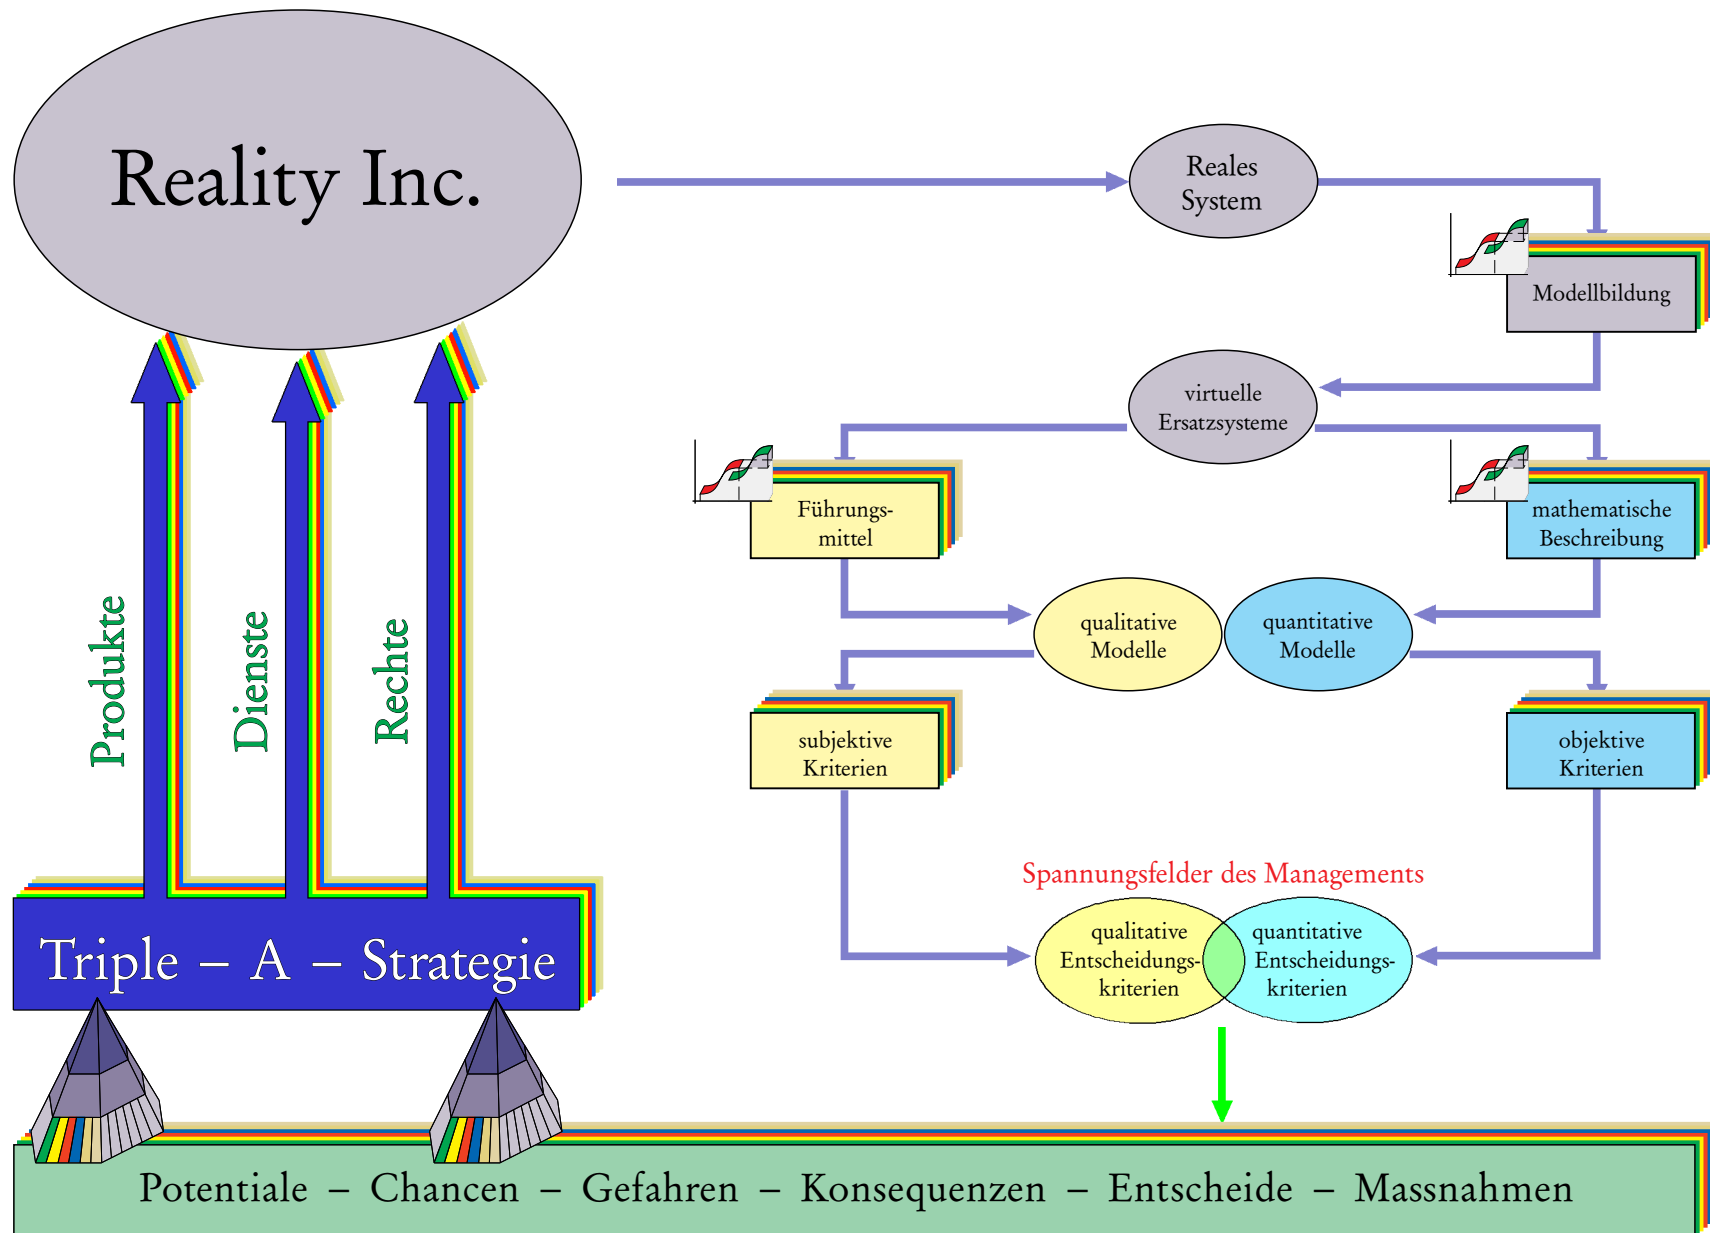 Reality Inc.
Reales
System
Modellbildung
virtuelle
Ersatzsysteme
Führungs-
mittel
mathematische
Beschreibung
qualitative
Modelle
quantitative
Modelle
subjektive
Kriterien
objektive
Kriterien
Produkte
Dienste
Rechte
Spannungsfelder des Managements
qualitative
Entscheidungs-
kriterien
quantitative
Entscheidungs-
kriterien
Triple – A – Strategie
Potentiale – Chancen – Gefahren – Konsequenzen – Entscheide – Massnahmen